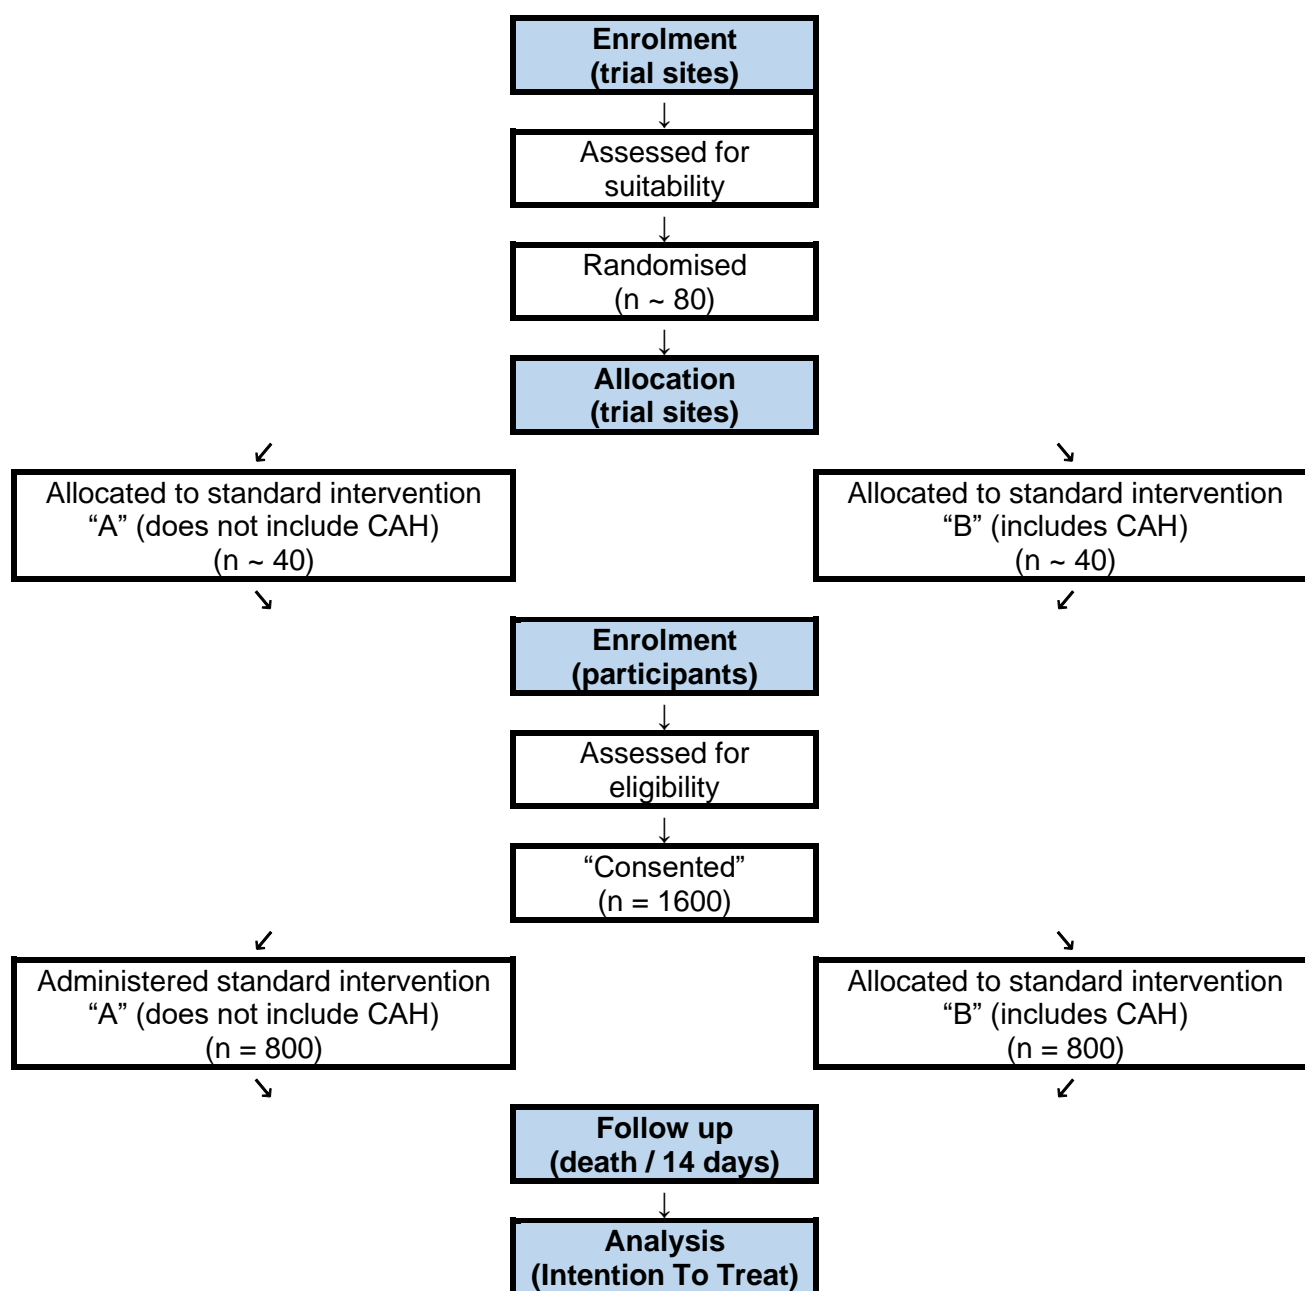 Enrolment
(trial sites)
↓
Assessed for
suitability
↓
Randomised
(n ~ 80)
↓
Allocation
(trial sites)
↙ ↘
Allocated to standard intervention
“A” (does not include CAH)
(n ~ 40)
Allocated to standard intervention
“B” (includes CAH)
(n ~ 40)
↘ ↙
Enrolment
(participants)
↓
Assessed for
eligibility
↓
“Consented”
(n = 1600)
↙ ↘
Administered standard intervention
“A” (does not include CAH)
(n = 800)
Allocated to standard intervention
“B” (includes CAH)
(n = 800)
↘ ↙
Follow up
(death / 14 days)
↓
Analysis
(Intention To Treat)